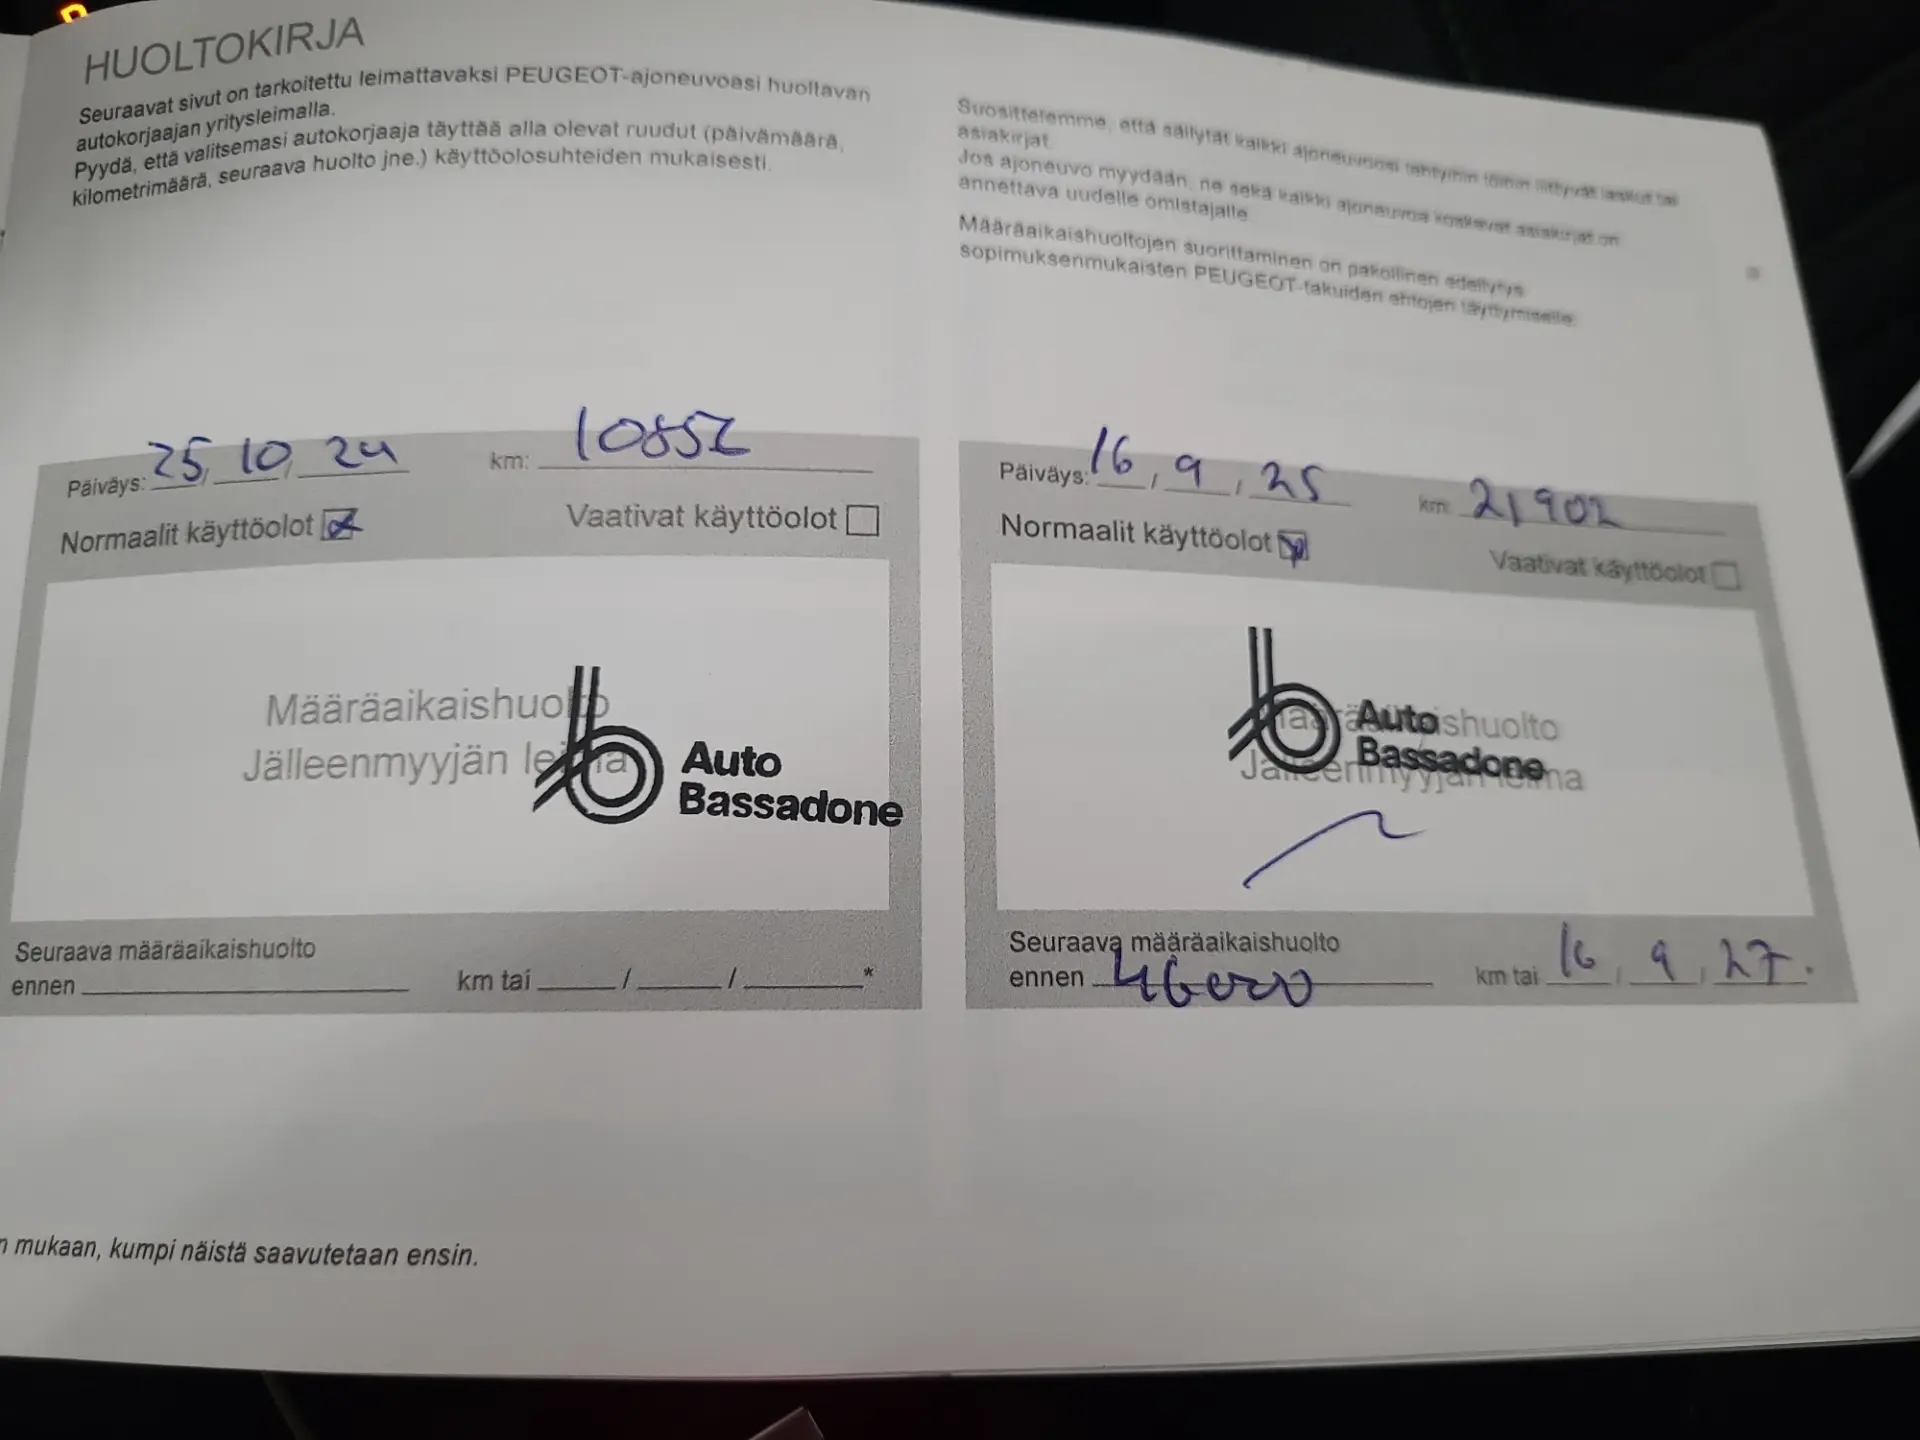 HUOLTOKIRJA
Seuraavat sivut on tarkoitettu leimattavaksi PEUGEOT-ajoneuvoasi huoltavan
autokorjaajan yritysleimalla.
Pyydä, että valitsemasi autokorjaaja täyttää alla olevat ruudut (päivämäärä,
kilometrimäärä, seuraava huolto jne.) käyttöolosuhteiden mukaisesti.
Päiväys: 25/10/24 km: 10852
Normaalit käyttöolot Vaativat käyttöolot
Määräaikaishuolto
Jälleenmyyjän leima
Auto
Bassadone
Seuraava määräaikaishuolto
ennen km tai / / *
n mukaan, kumpi näistä saavutetaan ensin.
Suosittelemme, että säilytät kaikki ajoneuvoosi tehtyihin töihin liittyvät laskut tai
asiakirjat.
Jos ajoneuvo myydään, ne sekä kaikki ajoneuvoa koskevat asiakirjat on
annettava uudelle omistajalle.
Määräaikaishuoltojen suorittaminen on pakollinen edellytys
sopimuksenmukaisten PEUGEOT-takuiden ehtojen täyttymiselle.
Päiväys: 16/9/25 km: 21902
Normaalit käyttöolot Vaativat käyttöolot
Määräaikaishuolto
Jälleenmyyjän leima
Auto
Bassadone
Seuraava määräaikaishuolto
ennen 46000 km tai 16/9/27.